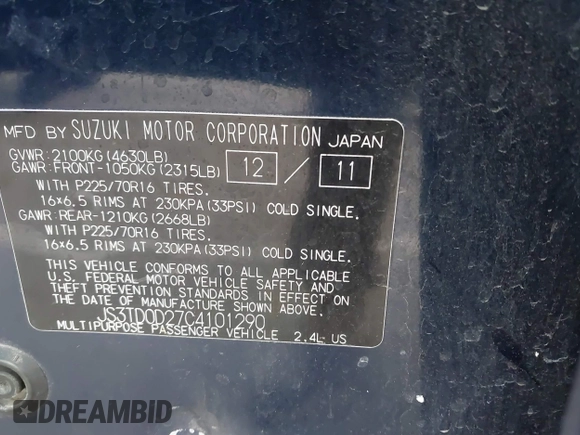 MFD BY SUZUKI MOTOR CORPORATION JAPAN
GVWR: 2100KG (4630LB)
GAWR: FRONT-1050KG (2315LB) 12 / 11
WITH P225/70R16 TIRES.
16×6.5 RIMS AT 230KPA (33PSI) COLD SINGLE.
GAWR: REAR-1210KG (2668LB)
WITH P225/70R16 TIRES.
16×6.5 RIMS AT 230KPA (33PSI) COLD SINGLE.
THIS VEHICLE CONFORMS TO ALL APPLICABLE
U.S. FEDERAL MOTOR VEHICLE SAFETY AND
THEFT PREVENTION STANDARDS IN EFFECT ON
THE DATE OF MANUFACTURE SHOWN ABOVE.
JS3TD0D27C4101290
MULTIPURPOSE PASSENGER VEHICLE 2.4L US
DREAMBID